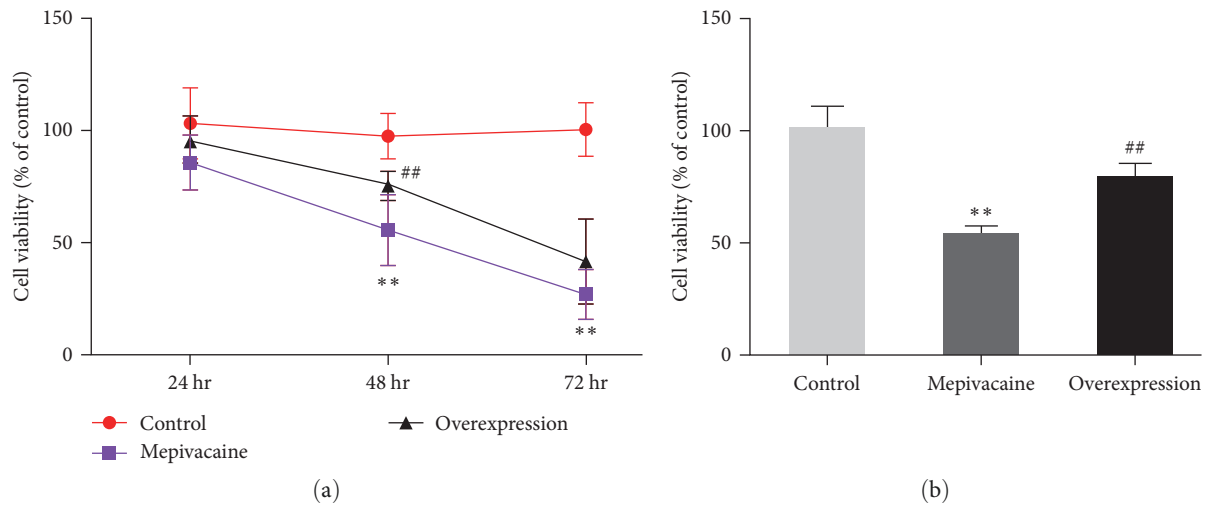 Cell viability (% of control)
150
100
50
0
##
**
**
24 hr 48 hr 72 hr
Control
Overexpression
Mepivacaine
(a)
Cell viability (% of control)
150
100
50
0
**
##
Control Mepivacaine Overexpression
(b)